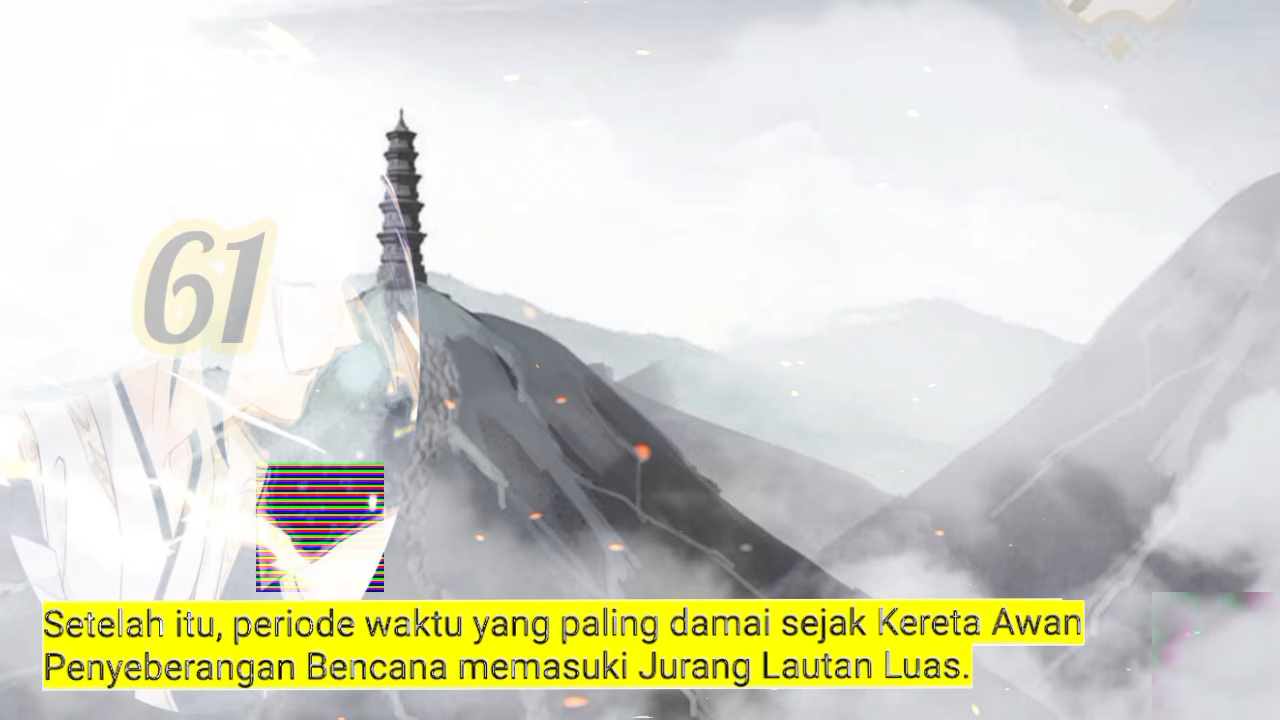 61
Setelah itu, periode waktu yang paling damai sejak Kereta Awan
Penyeberangan Bencana memasuki Jurang Lautan Luas.